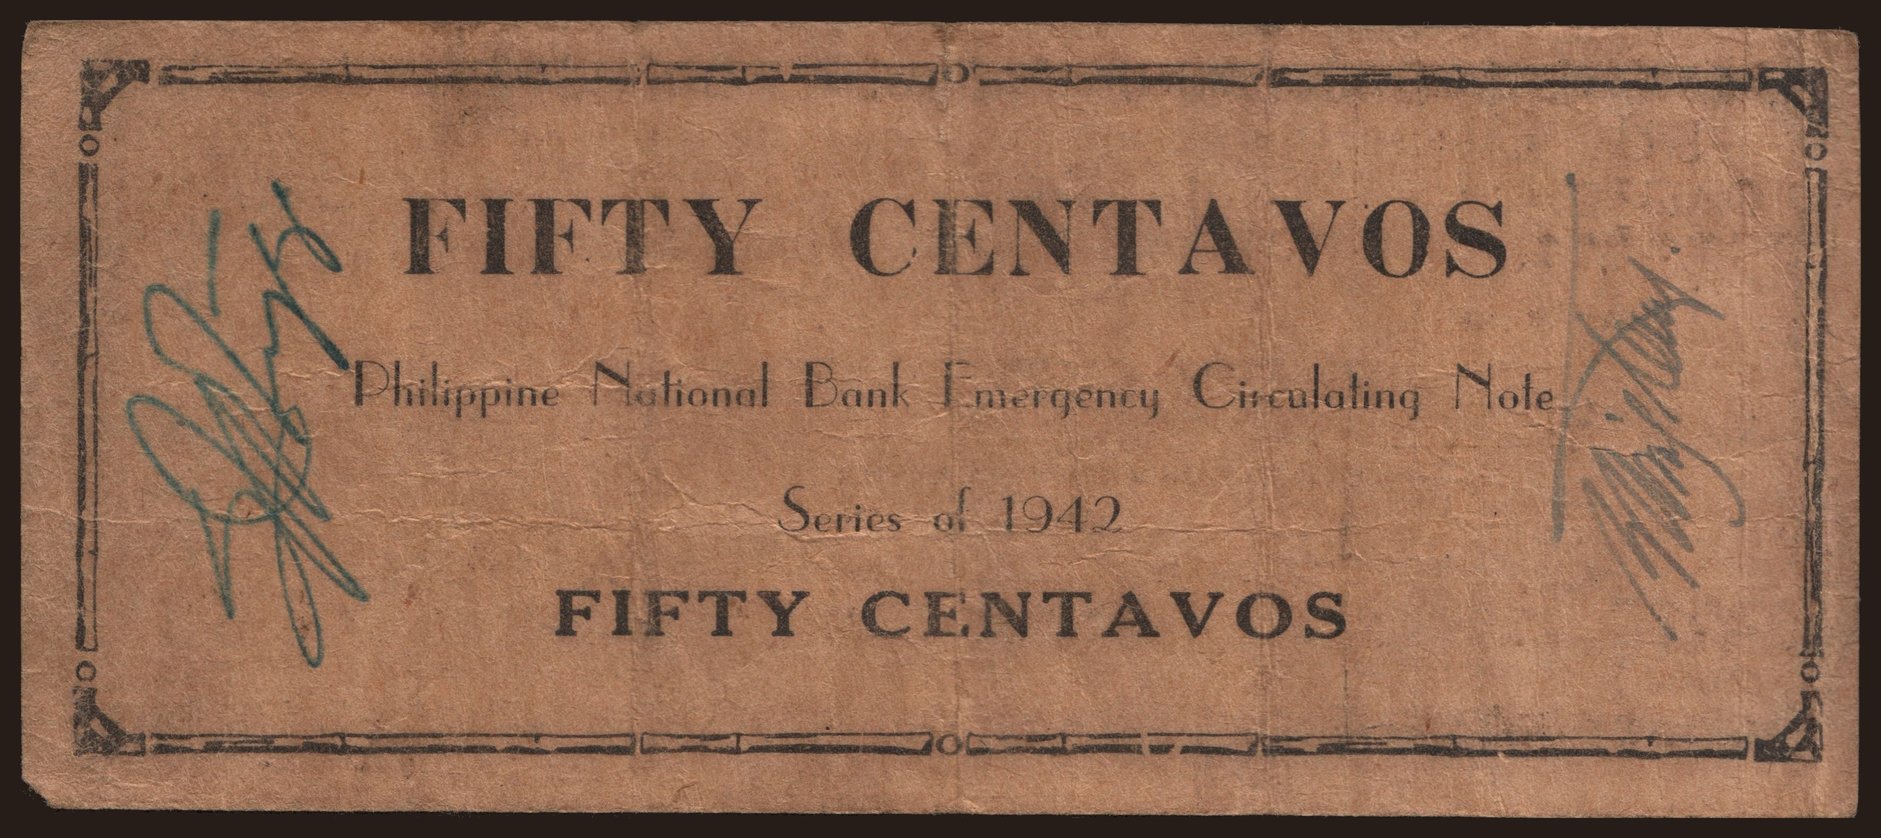 FIFTY CENTAVOS
Philippine National Bank Emergency Circulating Note
Series of 1942
FIFTY CENTAVOS